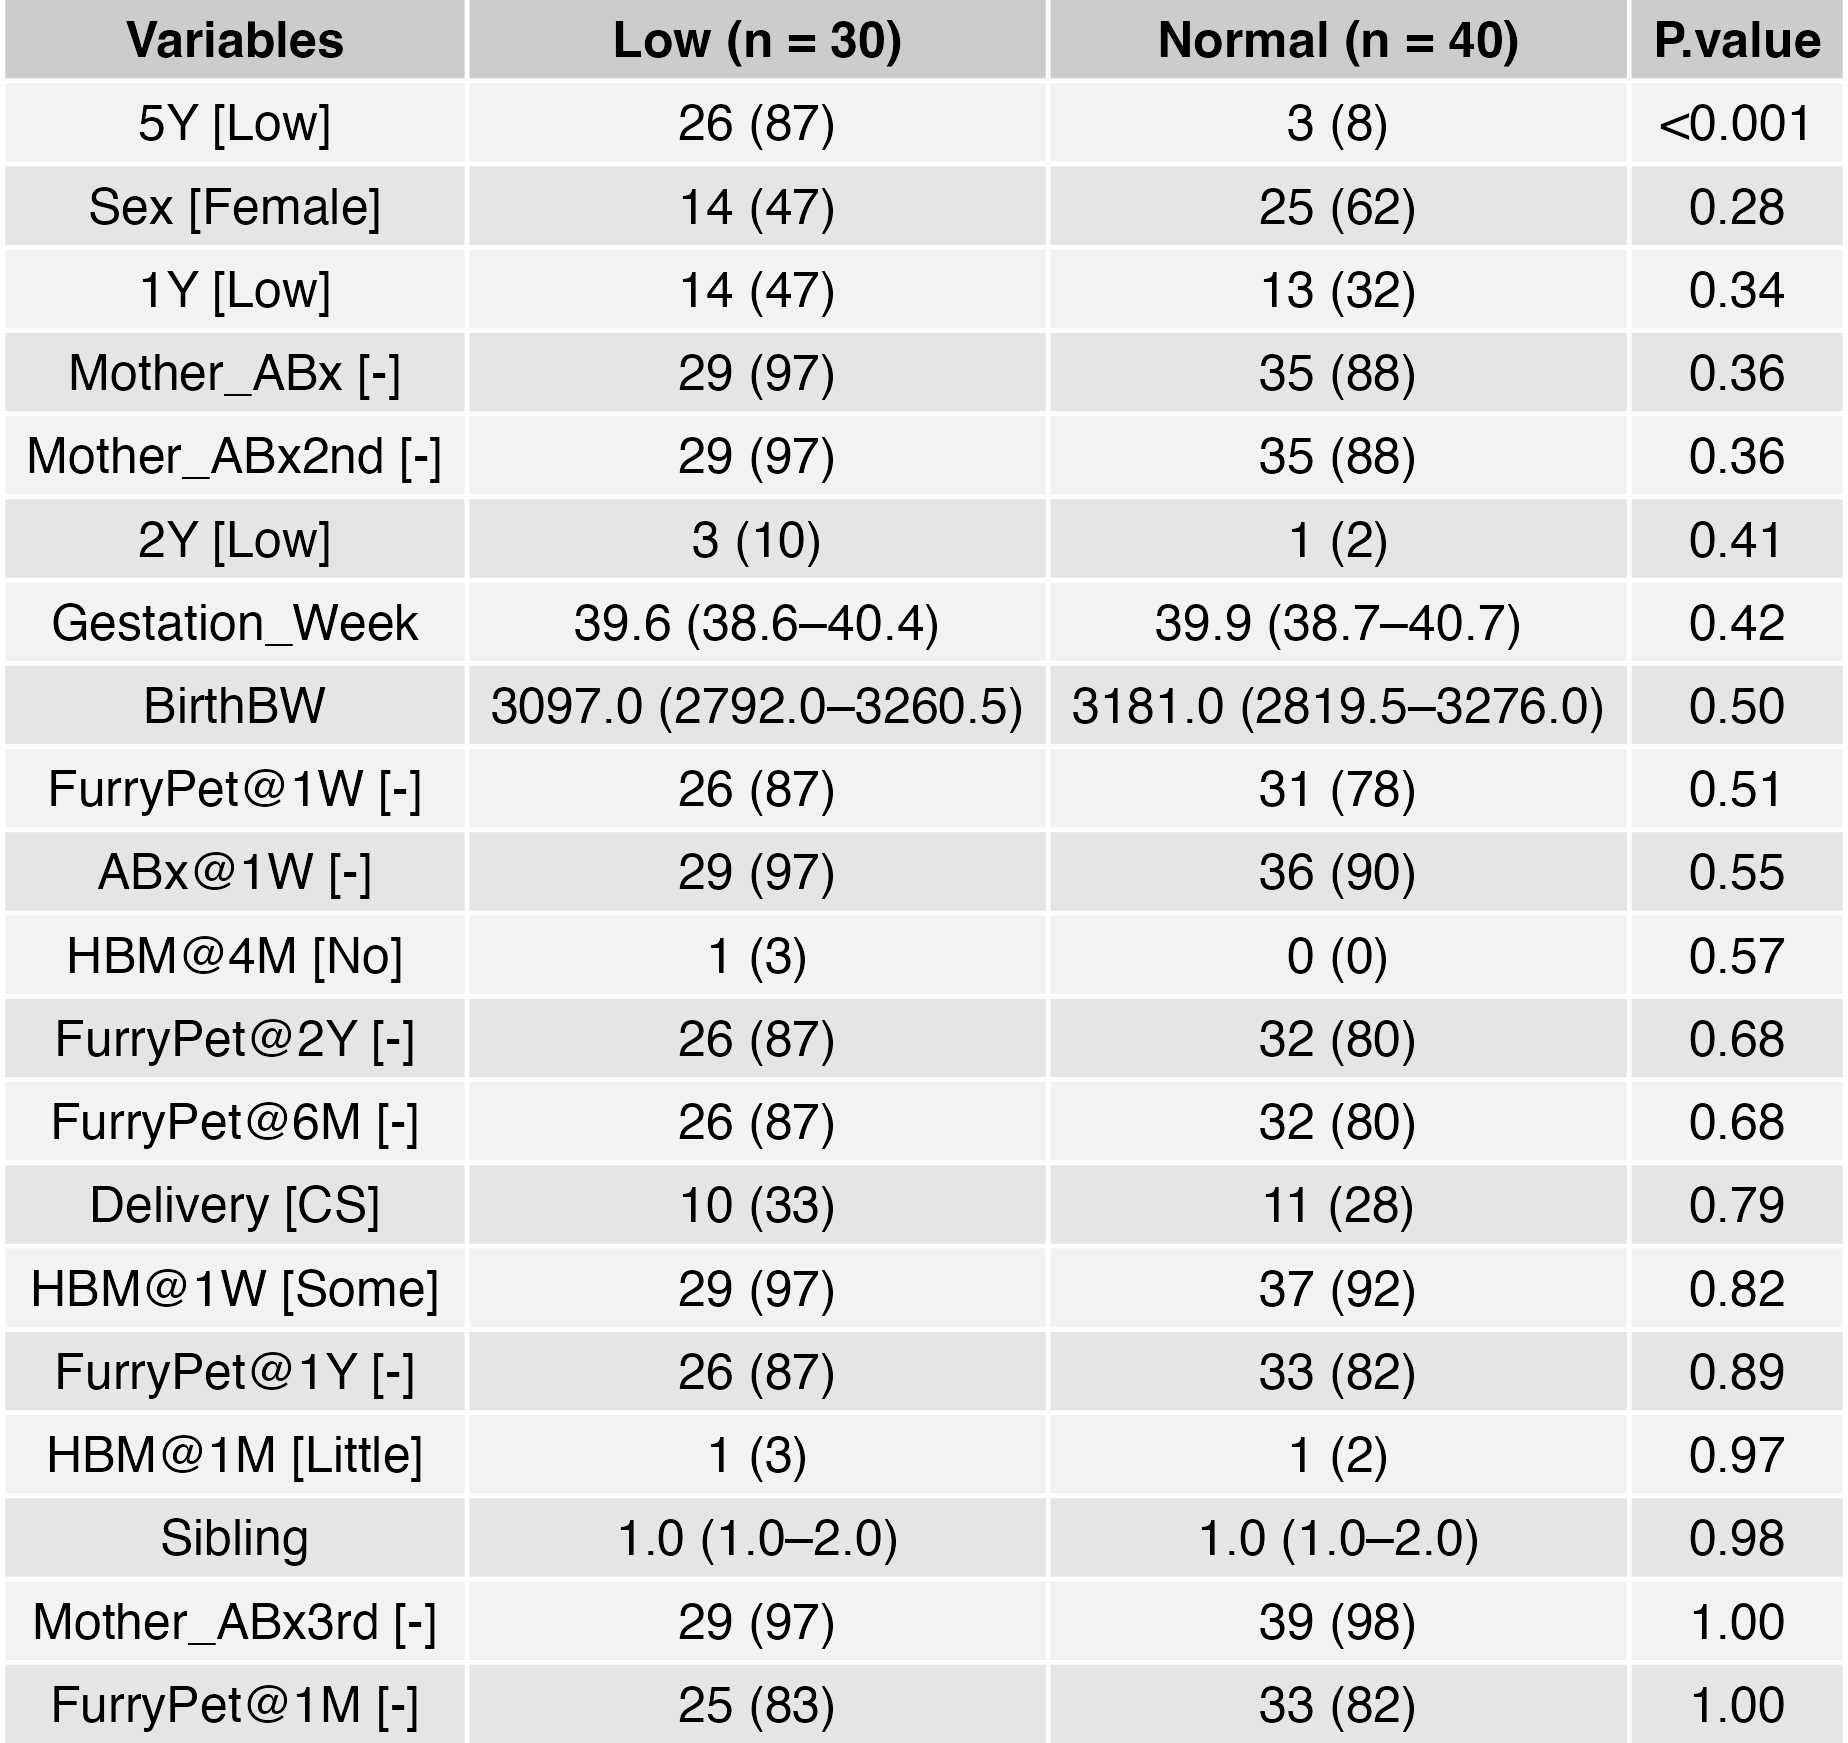 Variables Low (n = 30) Normal (n = 40) P.value
5Y [Low] 26 (87) 3 (8) <0.001
Sex [Female] 14 (47) 25 (62) 0.28
1Y [Low] 14 (47) 13 (32) 0.34
Mother_ABx [-] 29 (97) 35 (88) 0.36
Mother_ABx2nd [-] 29 (97) 35 (88) 0.36
2Y [Low] 3 (10) 1 (2) 0.41
Gestation_Week 39.6 (38.6–40.4) 39.9 (38.7–40.7) 0.42
BirthBW 3097.0 (2792.0–3260.5) 3181.0 (2819.5–3276.0) 0.50
FurryPet@1W [-] 26 (87) 31 (78) 0.51
ABx@1W [-] 29 (97) 36 (90) 0.55
HBM@4M [No] 1 (3) 0 (0) 0.57
FurryPet@2Y [-] 26 (87) 32 (80) 0.68
FurryPet@6M [-] 26 (87) 32 (80) 0.68
Delivery [CS] 10 (33) 11 (28) 0.79
HBM@1W [Some] 29 (97) 37 (92) 0.82
FurryPet@1Y [-] 26 (87) 33 (82) 0.89
HBM@1M [Little] 1 (3) 1 (2) 0.97
Sibling 1.0 (1.0–2.0) 1.0 (1.0–2.0) 0.98
Mother_ABx3rd [-] 29 (97) 39 (98) 1.00
FurryPet@1M [-] 25 (83) 33 (82) 1.00